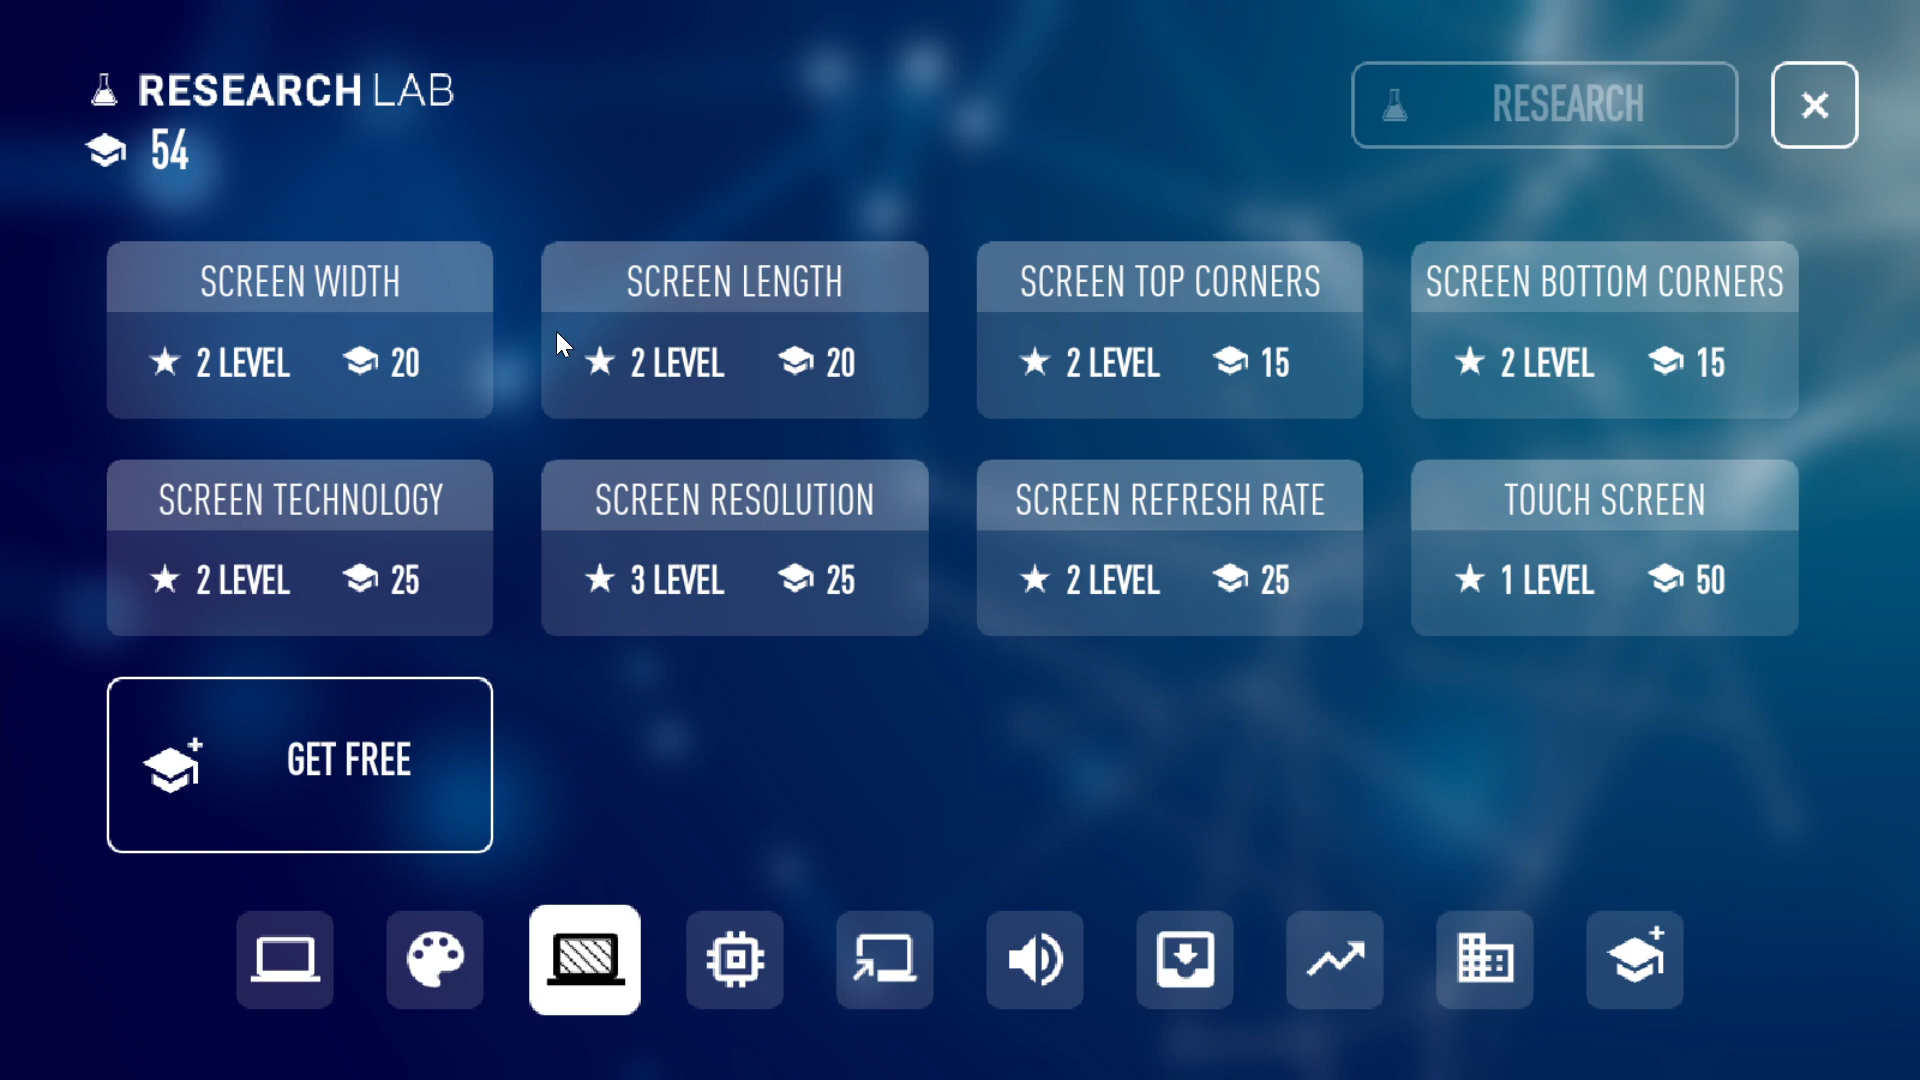 RESEARCH LAB
54
RESEARCH
SCREEN WIDTH
2 LEVEL 20
SCREEN LENGTH
2 LEVEL 20
SCREEN TOP CORNERS
2 LEVEL 15
SCREEN BOTTOM CORNERS
2 LEVEL 15
SCREEN TECHNOLOGY
2 LEVEL 25
SCREEN RESOLUTION
3 LEVEL 25
SCREEN REFRESH RATE
2 LEVEL 25
TOUCH SCREEN
1 LEVEL 50
GET FREE